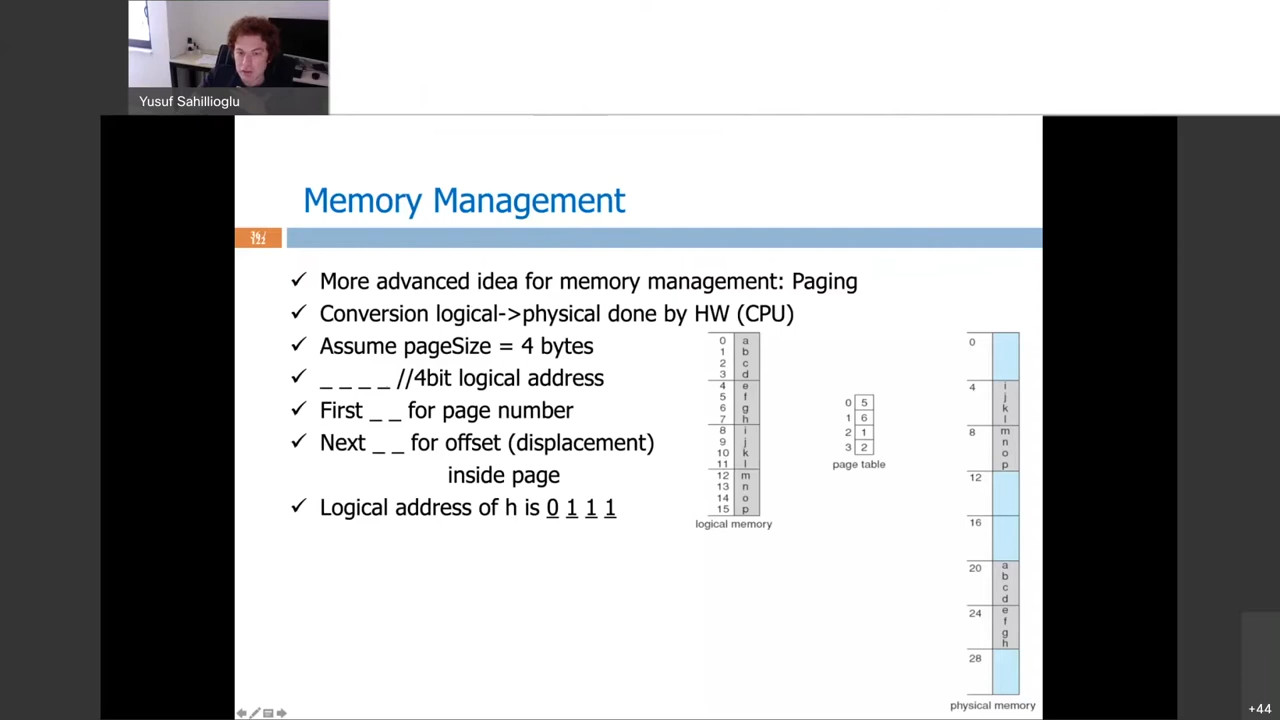 Yusuf Sahillioglu
Memory Management
36 /
122
✓ More advanced idea for memory management: Paging
✓ Conversion logical->physical done by HW (CPU)
✓ Assume pageSize = 4 bytes
✓ _ _ _ _ //4bit logical address
✓ First _ _ for page number
✓ Next _ _ for offset (displacement)
inside page
✓ Logical address of h is 0 1 1 1
0 a
1 b
2 c
3 d
4 e
5 f
6 g
7 h
8 i
9 j
10 k
11 l
12 m
13 n
14 o
15 p
logical memory
0 5
1 6
2 1
3 2
page table
0
4 i
j
k
l
8 m
n
o
p
12
16
20 a
b
c
d
24 e
f
g
h
28
physical memory
+44